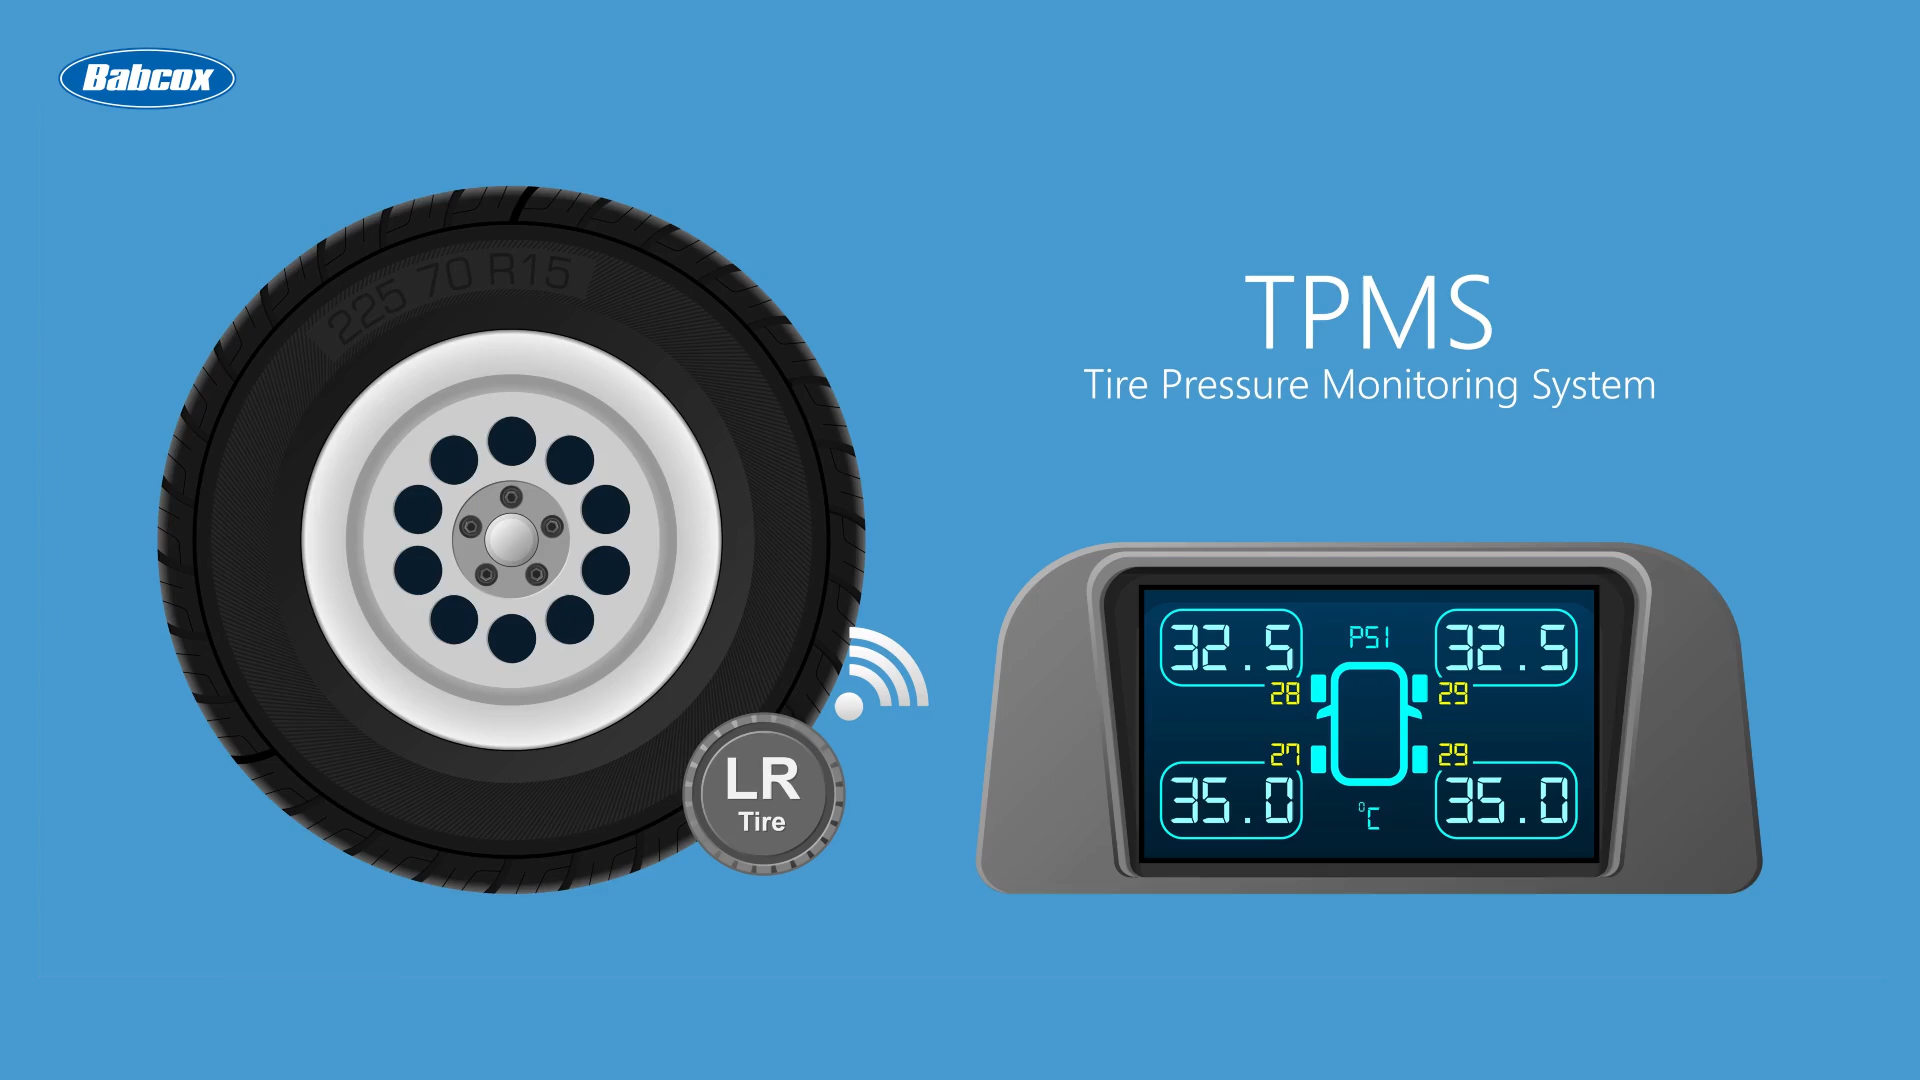 Babcox
225 70 R15
TPMS
Tire Pressure Monitoring System
LR
Tire
32.5 PSI 32.5
28 29
27 29
35.0 °C 35.0